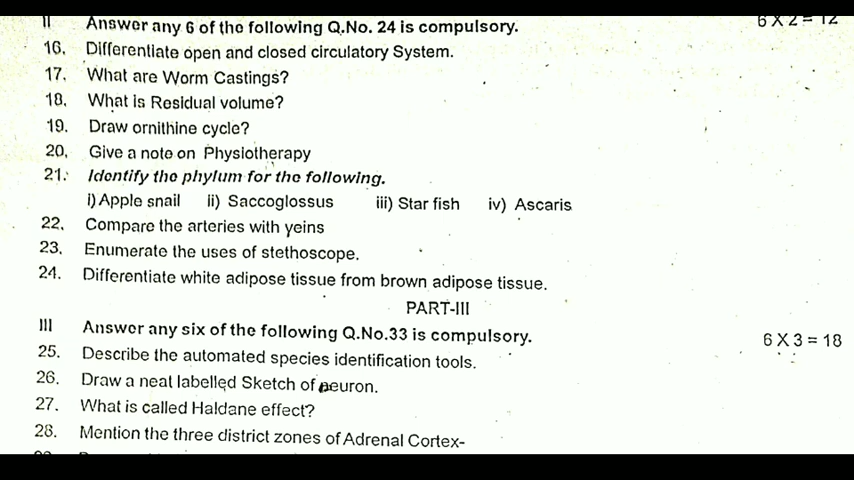 II Answer any 6 of the following Q.No. 24 is compulsory. 6 X 2 = 12
16. Differentiate open and closed circulatory System.
17. What are Worm Castings?
18. What is Residual volume?
19. Draw ornithine cycle?
20. Give a note on Physiotherapy
21. Identify the phylum for the following.
i) Apple snail ii) Saccoglossus iii) Star fish iv) Ascaris
22. Compare the arteries with veins
23. Enumerate the uses of stethoscope.
24. Differentiate white adipose tissue from brown adipose tissue.
PART-III
III Answer any six of the following Q.No.33 is compulsory. 6 X 3 = 18
25. Describe the automated species identification tools.
26. Draw a neat labelled Sketch of neuron.
27. What is called Haldane effect?
28. Mention the three district zones of Adrenal Cortex-